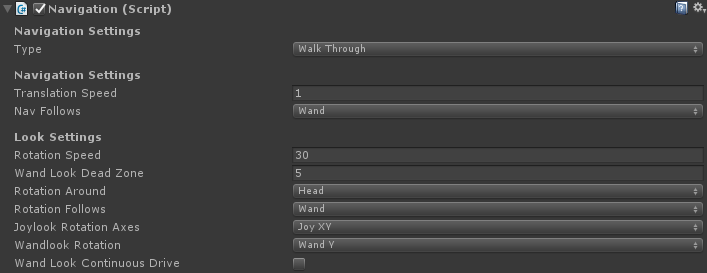 Navigation (Script)
Navigation Settings
Type Walk Through
Navigation Settings
Translation Speed 1
Nav Follows Wand
Look Settings
Rotation Speed 30
Wand Look Dead Zone 5
Rotation Around Head
Rotation Follows Wand
Joylook Rotation Axes Joy XY
Wandlook Rotation Wand Y
Wand Look Continuous Drive